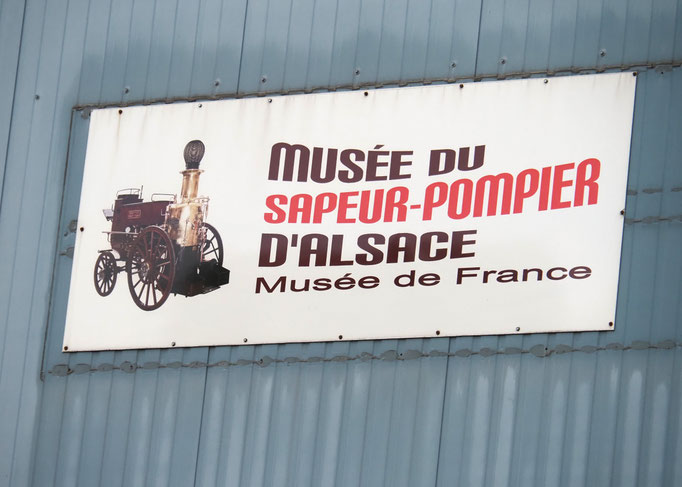 MUSÉE DU
SAPEUR-POMPIER
D'ALSACE
Musée de France